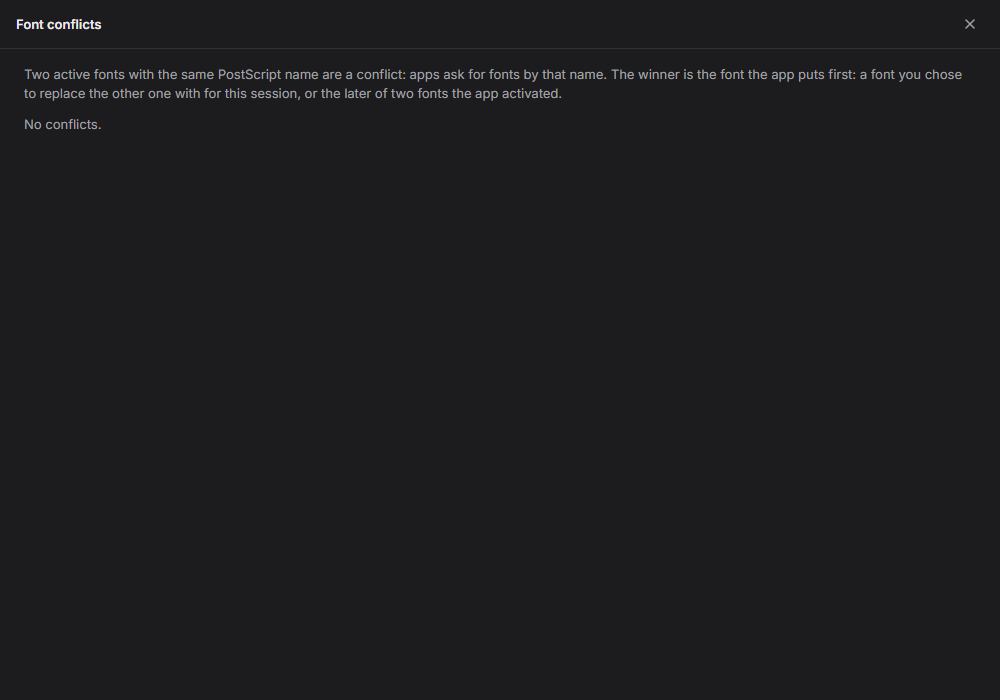 Font conflicts
Two active fonts with the same PostScript name are a conflict: apps ask for fonts by that name. The winner is the font the app puts first: a font you chose
to replace the other one with for this session, or the later of two fonts the app activated.
No conflicts.